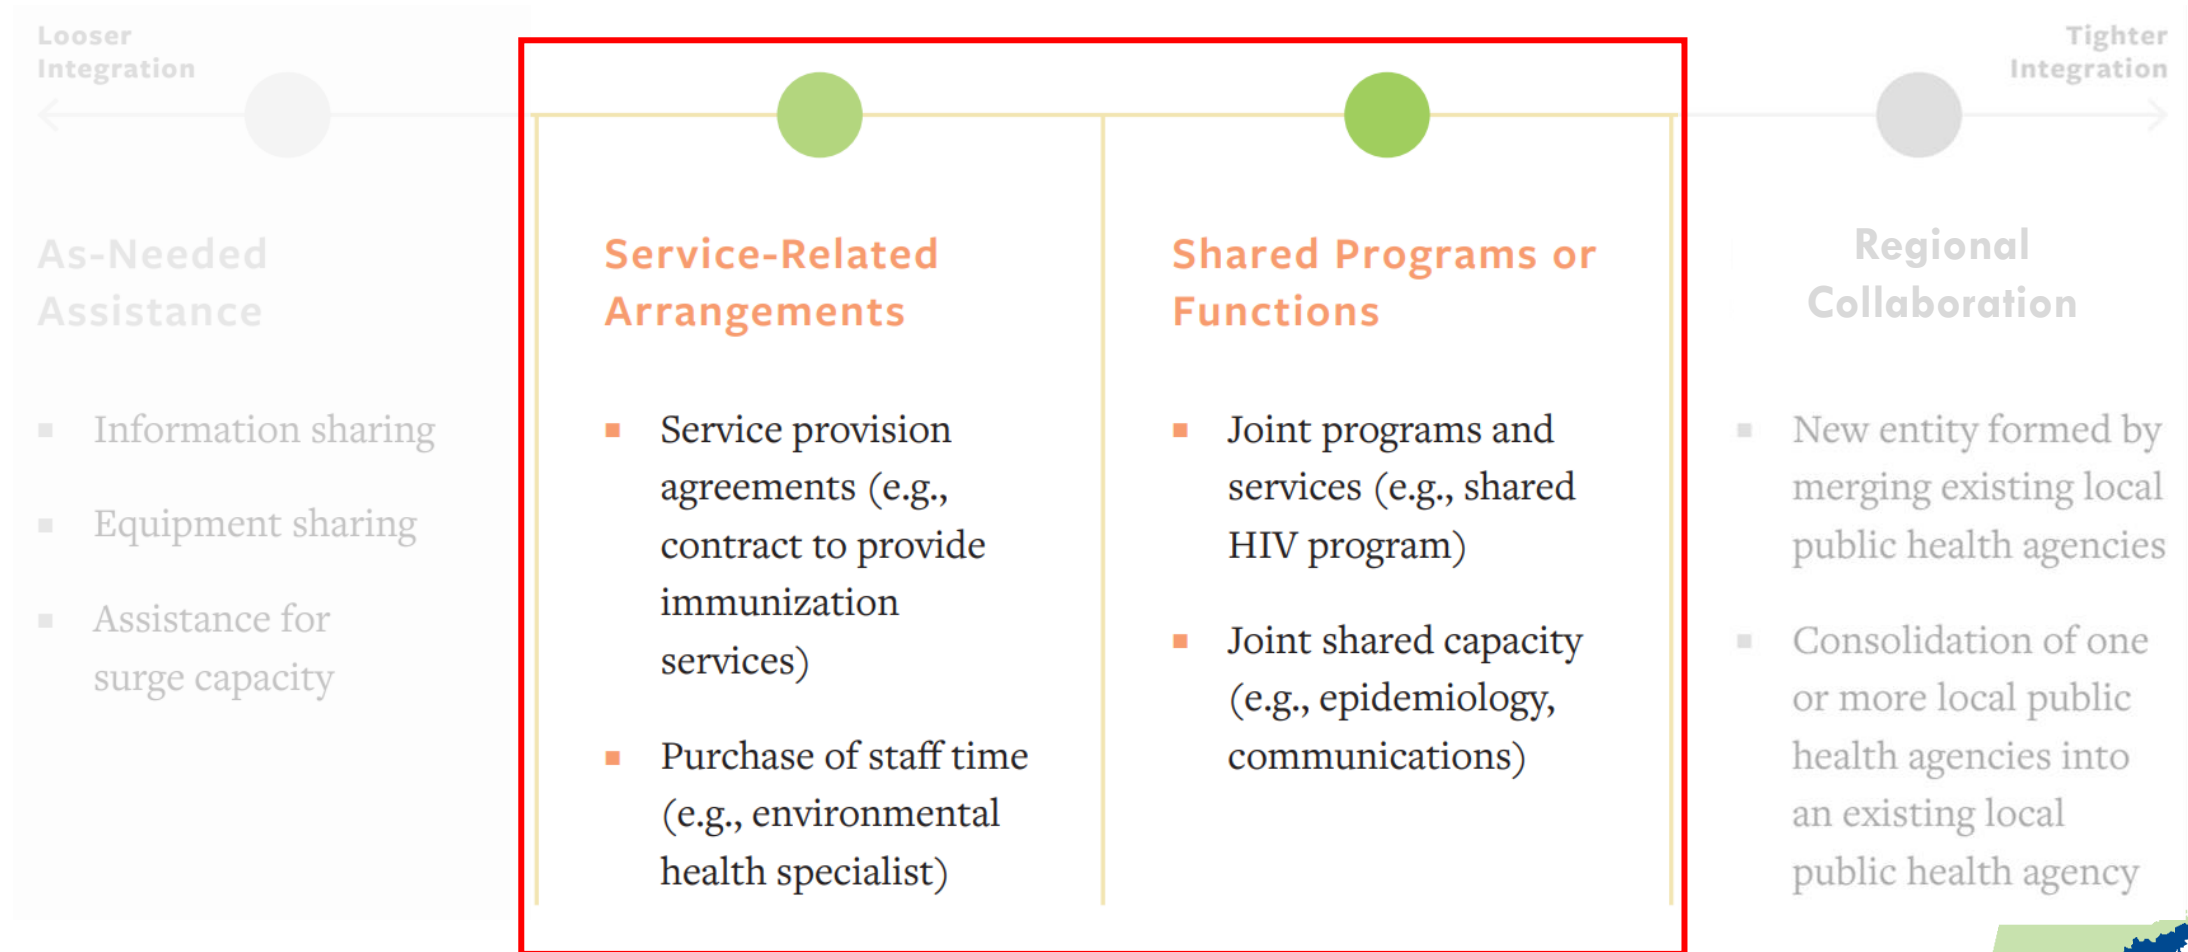 Looser
Integration
Tighter
Integration
As-Needed
Assistance
▪ Information sharing
▪ Equipment sharing
▪ Assistance for
surge capacity
Service-Related
Arrangements
▪ Service provision
agreements (e.g.,
contract to provide
immunization
services)
▪ Purchase of staff time
(e.g., environmental
health specialist)
Shared Programs or
Functions
▪ Joint programs and
services (e.g., shared
HIV program)
▪ Joint shared capacity
(e.g., epidemiology,
communications)
Regional
Collaboration
▪ New entity formed by
merging existing local
public health agencies
▪ Consolidation of one
or more local public
health agencies into
an existing local
public health agency